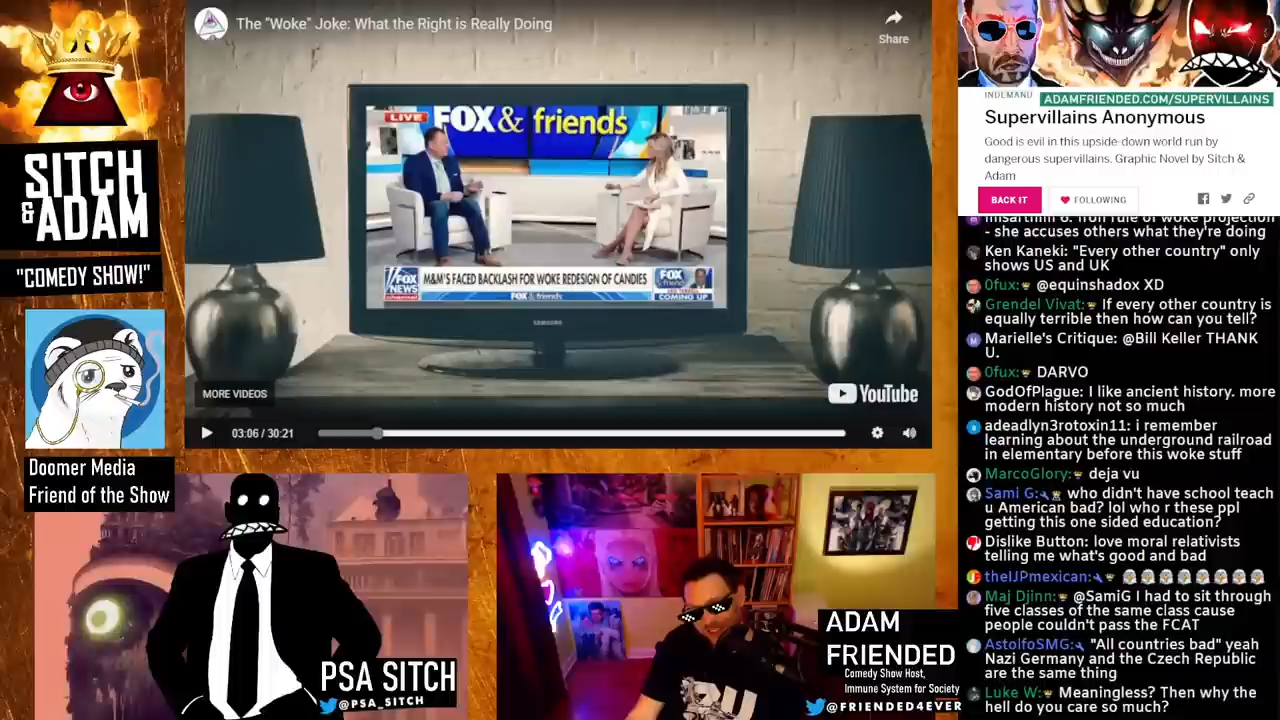 The "Woke" Joke: What the Right is Really Doing
Share
LIVE
FOX & friends
FOX NEWS channel
M&M'S FACED BACKLASH FOR WOKE REDESIGN OF CANDIES
FOX & friends
COMING UP
SAMSUNG
MORE VIDEOS
YouTube
03:06 / 30:21
SITCH
& ADAM
"COMEDY SHOW!"
Doomer Media
Friend of the Show
PSA SITCH
@PSA_SITCH
ADAM
FRIENDED
Comedy Show Host,
Immune System for Society
@FRIENDED4EVER
INDEMAND
ADAMFRIENDED.COM/SUPERVILLAINS
Supervillains Anonymous
Good is evil in this upside-down world run by
dangerous supervillains. Graphic Novel by Sitch &
Adam
BACK IT
FOLLOWING
misarthim 6: iron rule of woke projection
- she accuses others what they're doing
Ken Kaneki: "Every other country" only
shows US and UK
0fux: @equinshadox XD
Grendel Vivat: If every other country is
equally terrible then how can you tell?
Marielle's Critique: @Bill Keller THANK
U.
0fux: DARVO
GodOfPlague: I like ancient history. more
modern history not so much
adeadlyn3rotoxin11: i remember
learning about the underground railroad
in elementary before this woke stuff
MarcoGlory: deja vu
Sami G: who didn't have school teach
u American bad? lol who r these ppl
getting this one sided education?
Dislike Button: love moral relativists
telling me what's good and bad
theIJPmexican:
Maj Djinn: @SamiG I had to sit through
five classes of the same class cause
people couldn't pass the FCAT
AstolfoSMG: "All countries bad" yeah
Nazi Germany and the Czech Republic
are the same thing
Luke W: Meaningless? Then why the
hell do you care so much?